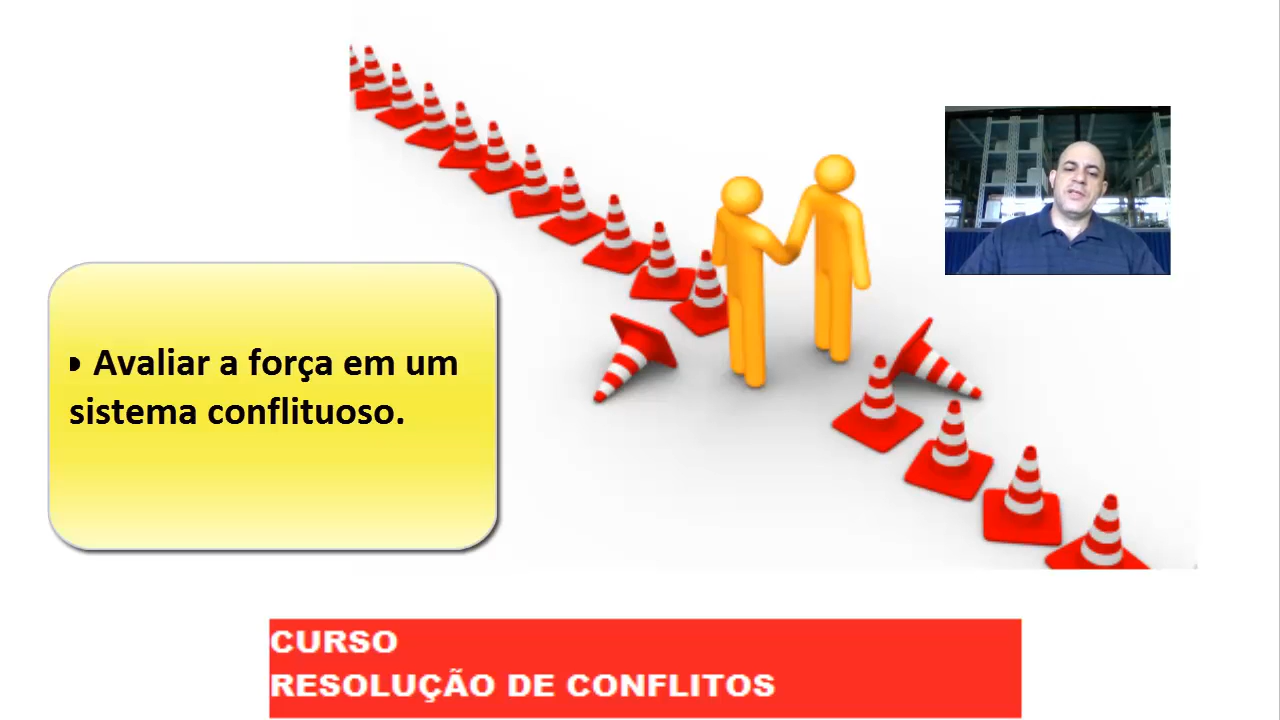 • Avaliar a força em um
sistema conflituoso.
CURSO
RESOLUÇÃO DE CONFLITOS